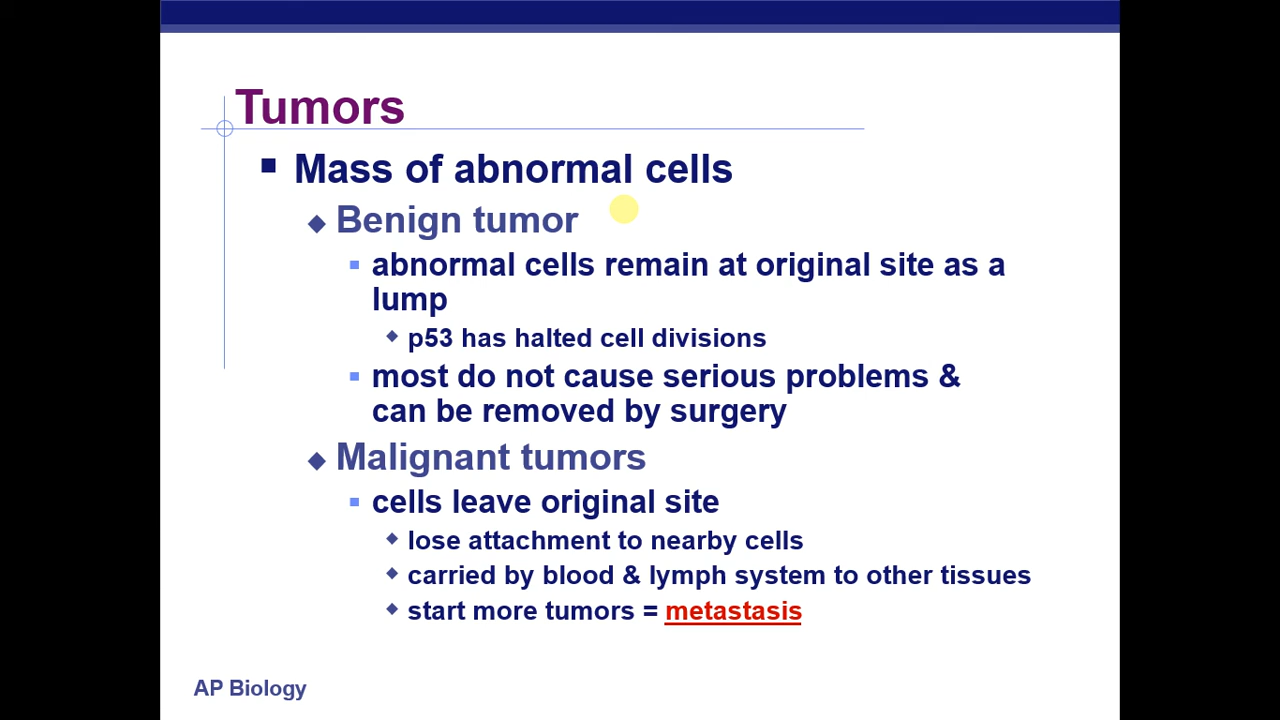 Tumors
Mass of abnormal cells
Benign tumor
abnormal cells remain at original site as a
lump
p53 has halted cell divisions
most do not cause serious problems &
can be removed by surgery
Malignant tumors
cells leave original site
lose attachment to nearby cells
carried by blood & lymph system to other tissues
start more tumors = metastasis
AP Biology